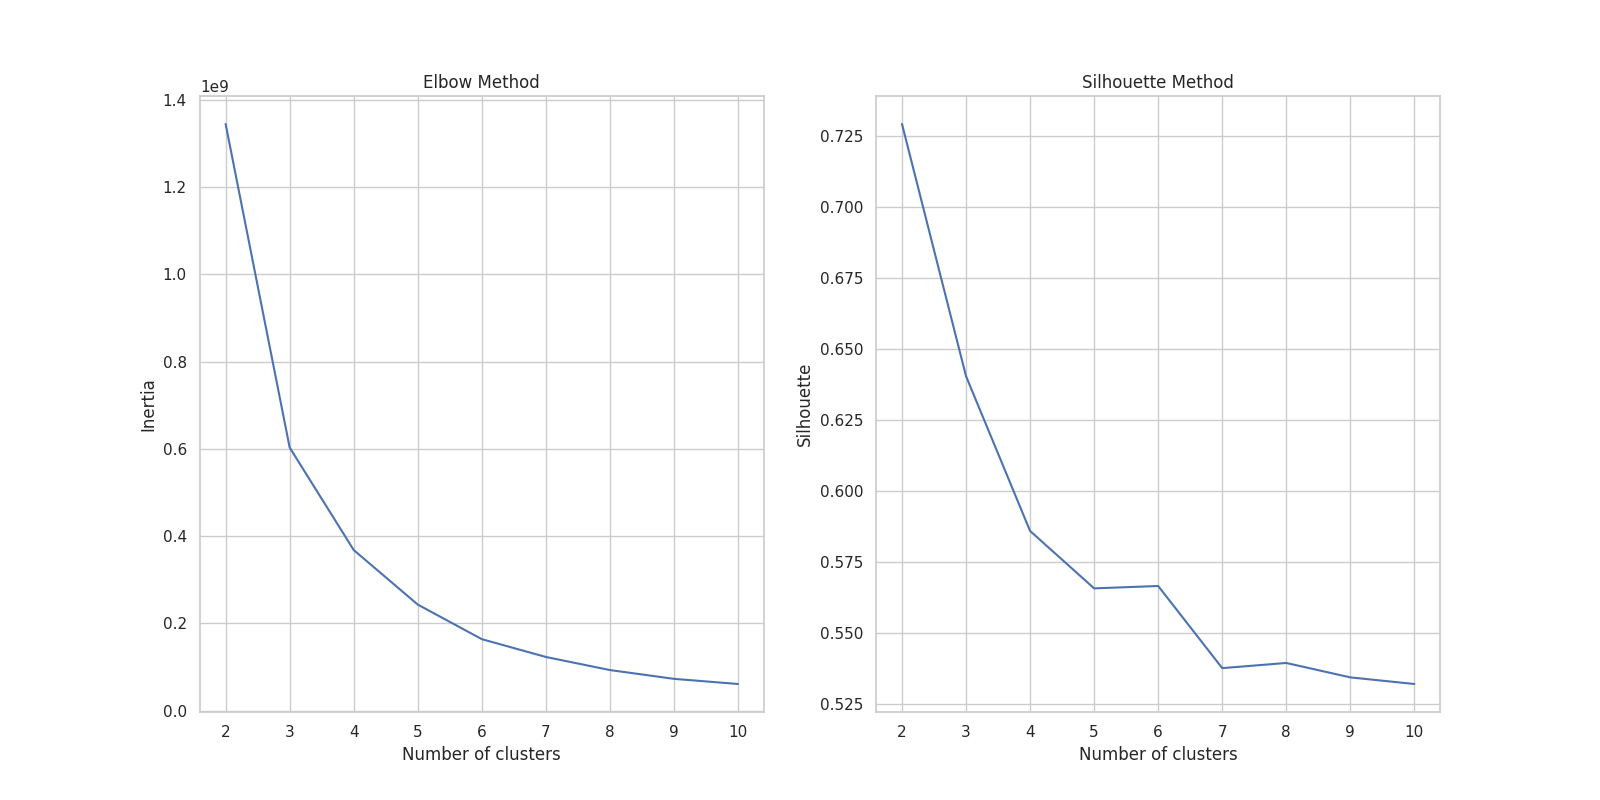 Elbow Method
1e9
1.4
1.2
1.0
0.8
0.6
0.4
0.2
0.0
Inertia
2 3 4 5 6 7 8 9 10
Number of clusters
Silhouette Method
0.725
0.700
0.675
0.650
0.625
0.600
0.575
0.550
0.525
Silhouette
2 3 4 5 6 7 8 9 10
Number of clusters